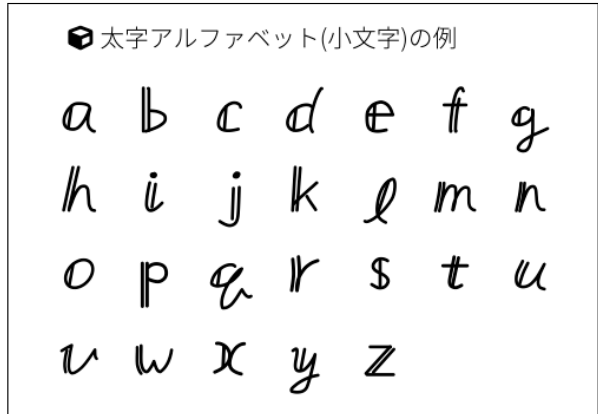 太字アルファベット(小文字)の例
a b c d e f g
h i j k l m n
o p q r s t u
v w x y z